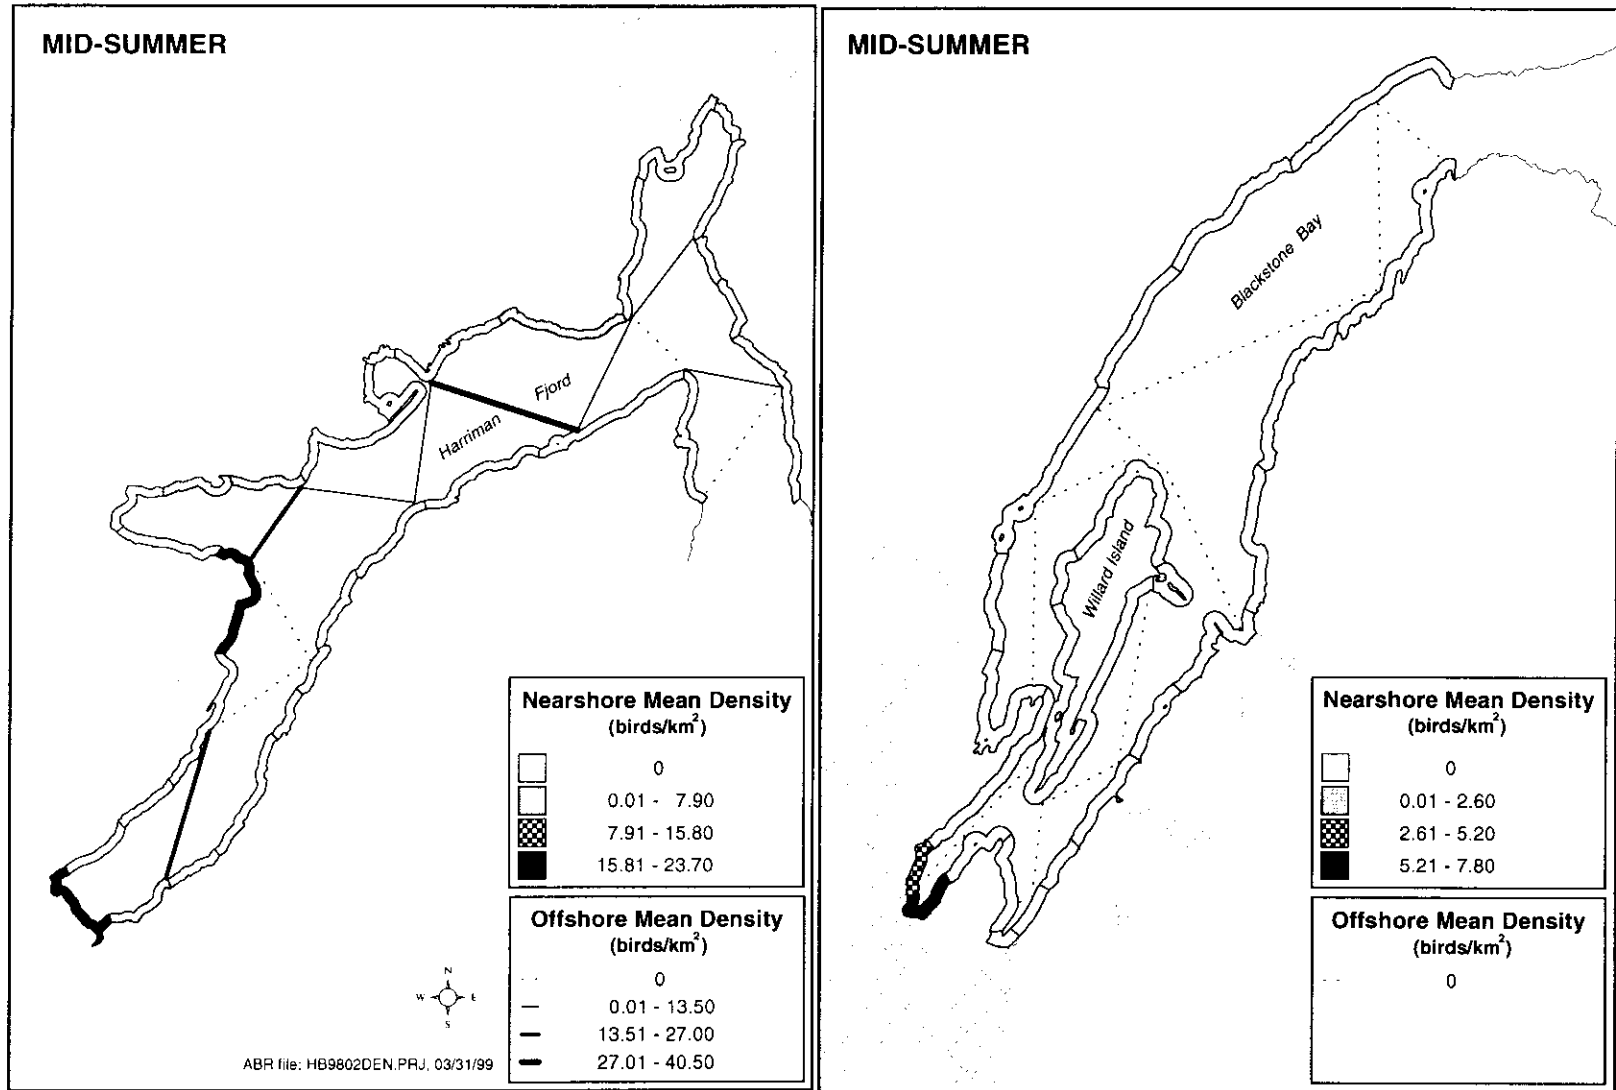 MID-SUMMER
Harriman Fjord
Nearshore Mean Density
(birds/km²)
0
0.01 - 7.90
7.91 - 15.80
15.81 - 23.70
Offshore Mean Density
(birds/km²)
0
0.01 - 13.50
13.51 - 27.00
27.01 - 40.50
N
W E
S
ABR file: HB9802DEN.PRJ, 03/31/99
MID-SUMMER
Blackstone Bay
Willard Island
Nearshore Mean Density
(birds/km²)
0
0.01 - 2.60
2.61 - 5.20
5.21 - 7.80
Offshore Mean Density
(birds/km²)
0